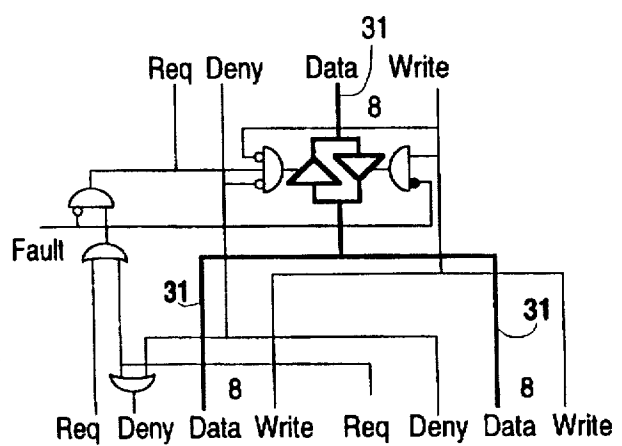 31
Req Deny Data Write
8
Fault
31
31
8 8
Req Deny Data Write Req Deny Data Write